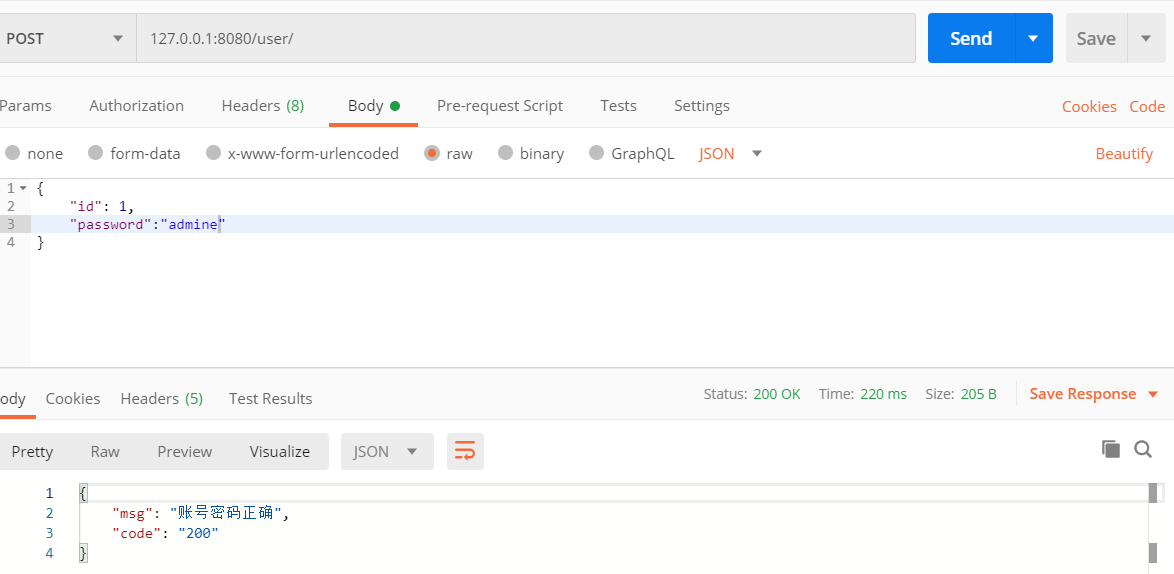 POST 127.0.0.1:8080/user/ Send Save
Params Authorization Headers (8) Body Pre-request Script Tests Settings Cookies Code
none form-data x-www-form-urlencoded raw binary GraphQL JSON Beautify
1 {
2 "id": 1,
3 "password":"admine"
4 }
ody Cookies Headers (5) Test Results Status: 200 OK Time: 220 ms Size: 205 B Save Response
Pretty Raw Preview Visualize JSON
1 {
2 "msg": "账号密码正确",
3 "code": "200"
4 }